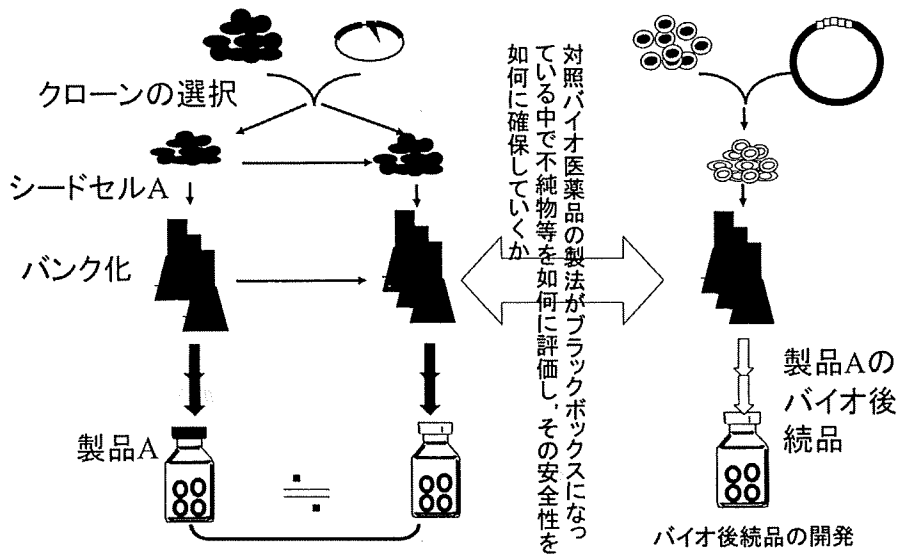 クローンの選択
シードセルA
バンク化
製品A
対照バイオ医薬品の製法がブラックボックスになっ
ている中で不純物等を如何に評価し,その安全性を
如何に確保していくか
製品Aの
バイオ後
続品
バイオ後続品の開発